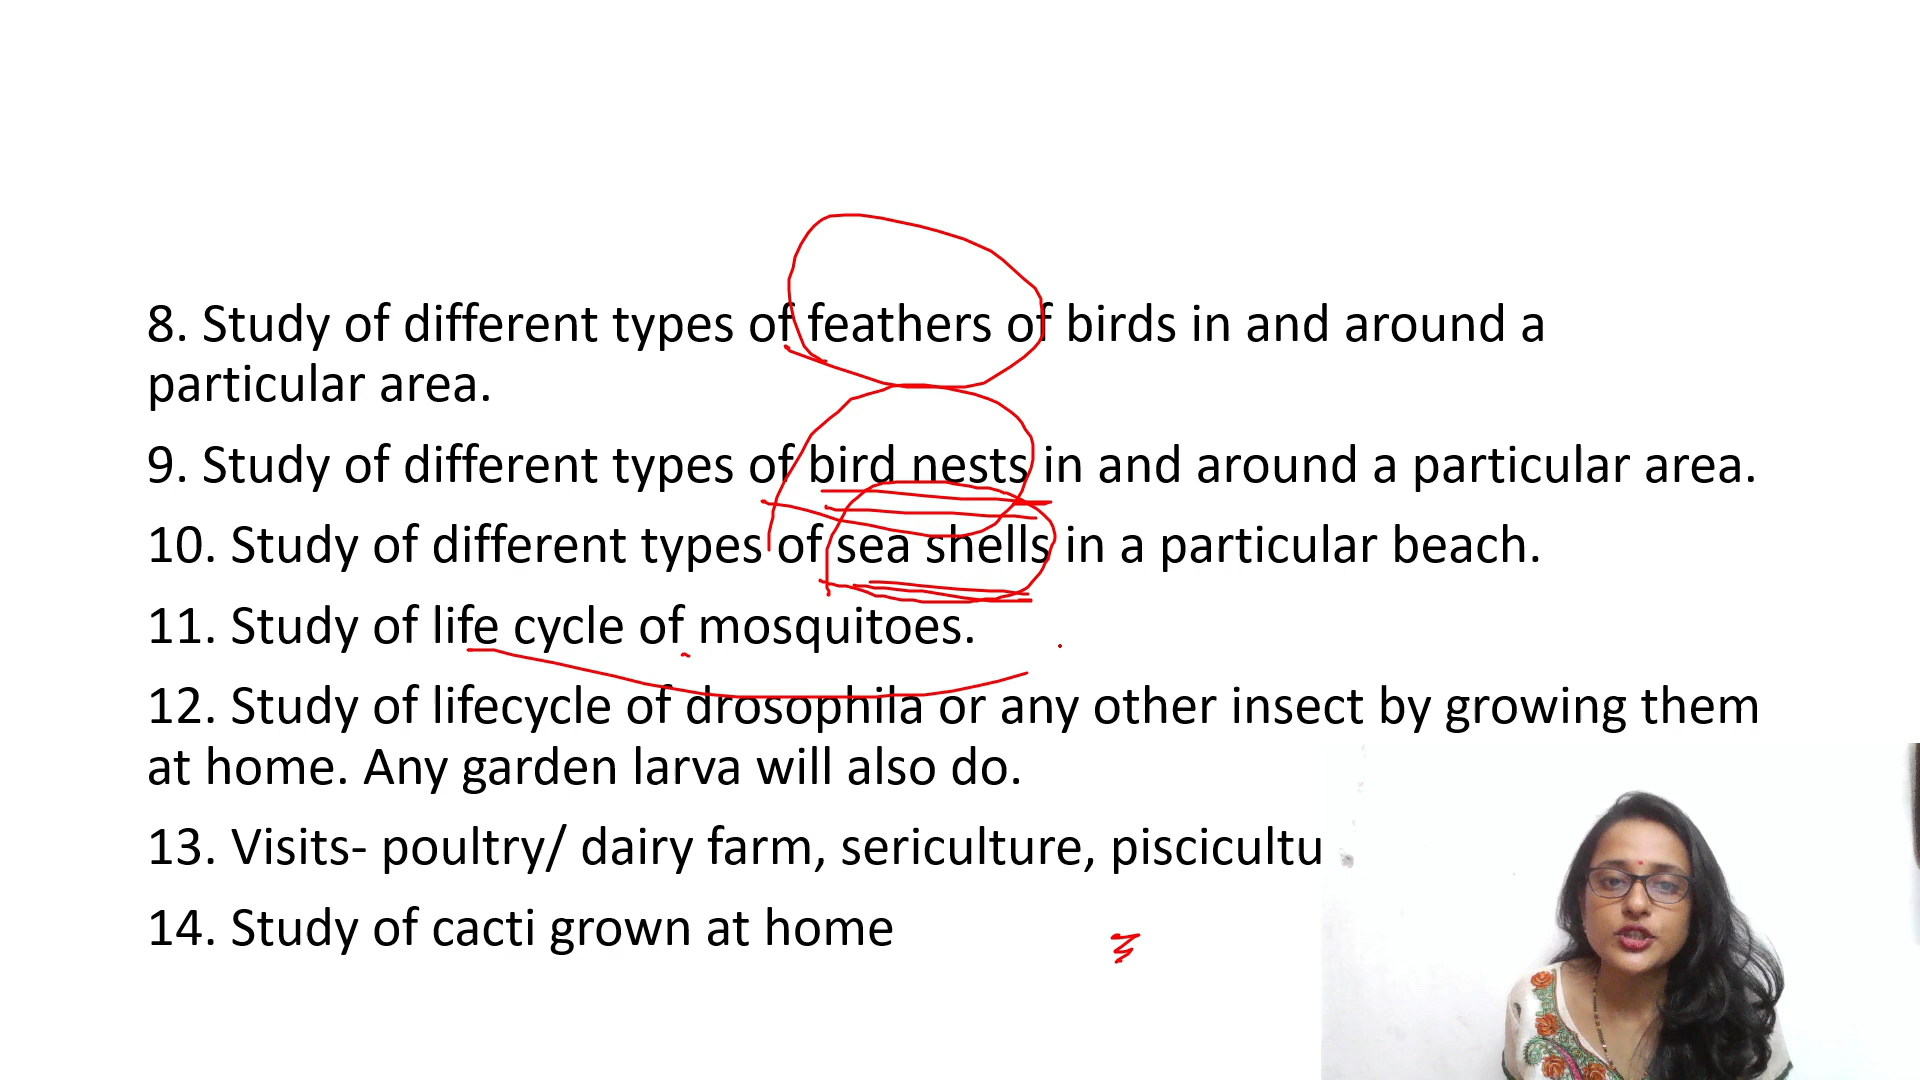 8. Study of different types of feathers of birds in and around a
particular area.
9. Study of different types of bird nests in and around a particular area.
10. Study of different types of sea shells in a particular beach.
11. Study of life cycle of mosquitoes.
12. Study of lifecycle of drosophila or any other insect by growing them
at home. Any garden larva will also do.
13. Visits- poultry/ dairy farm, sericulture, piscicultu
14. Study of cacti grown at home